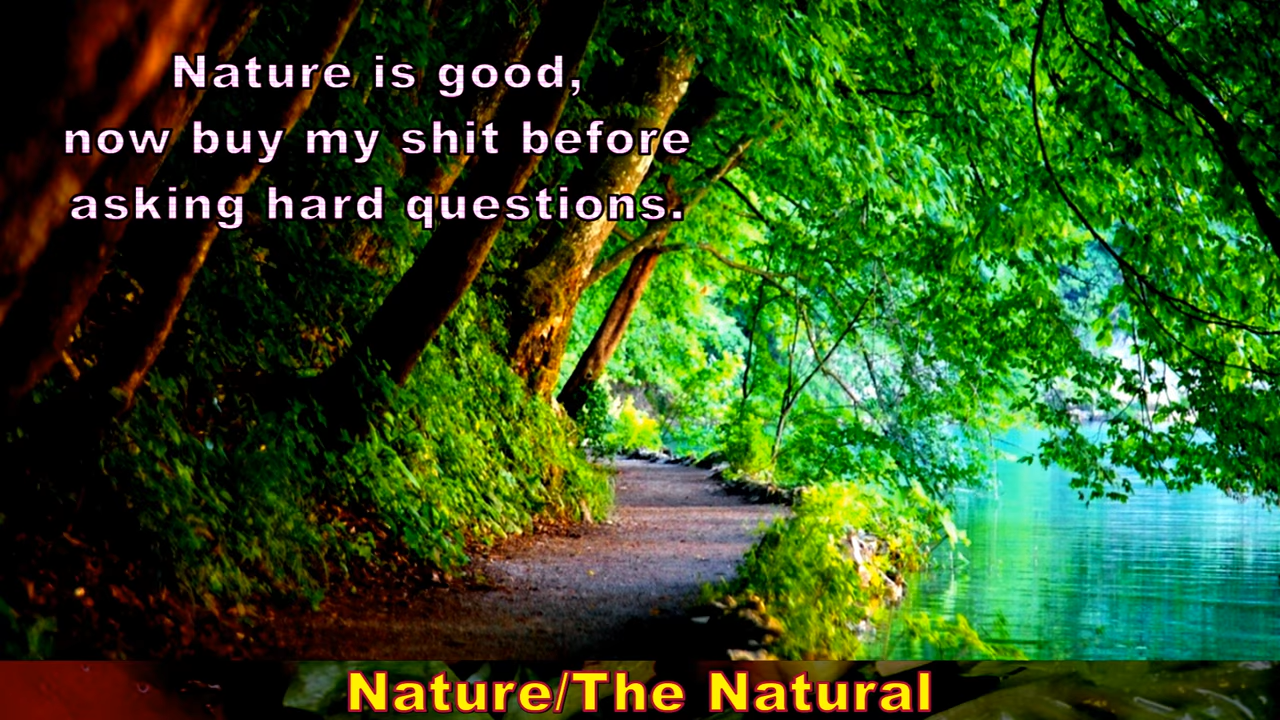 Nature is good,
now buy my shit before
asking hard questions.
Nature/The Natural